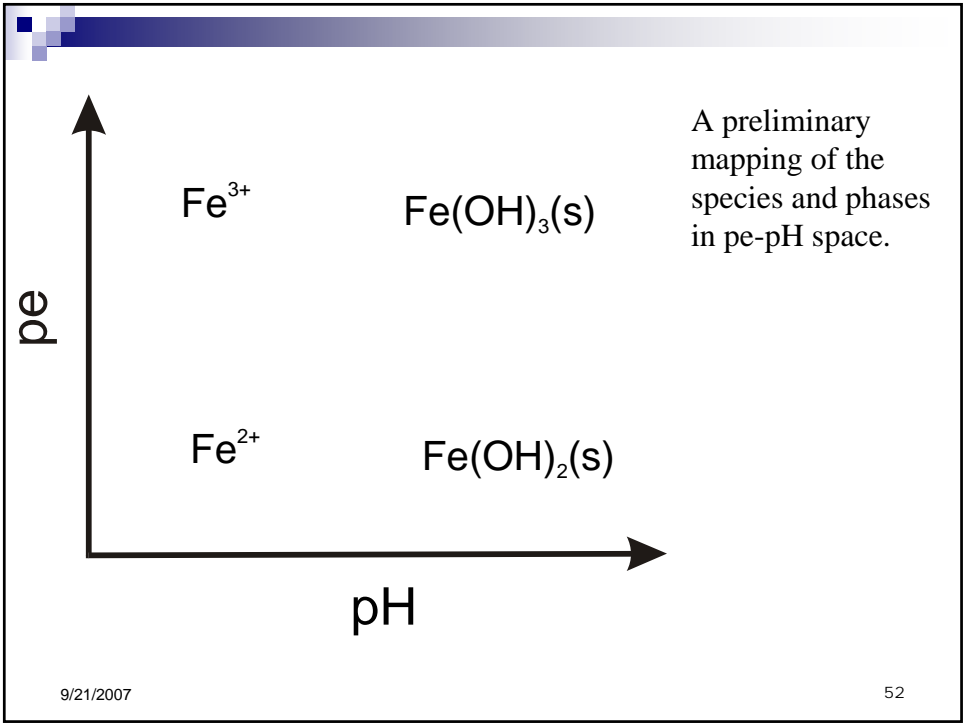 A preliminary
mapping of the
species and phases
in pe-pH space.
Fe³⁺
Fe(OH)₃(s)
pe
Fe²⁺
Fe(OH)₂(s)
pH
9/21/2007
52